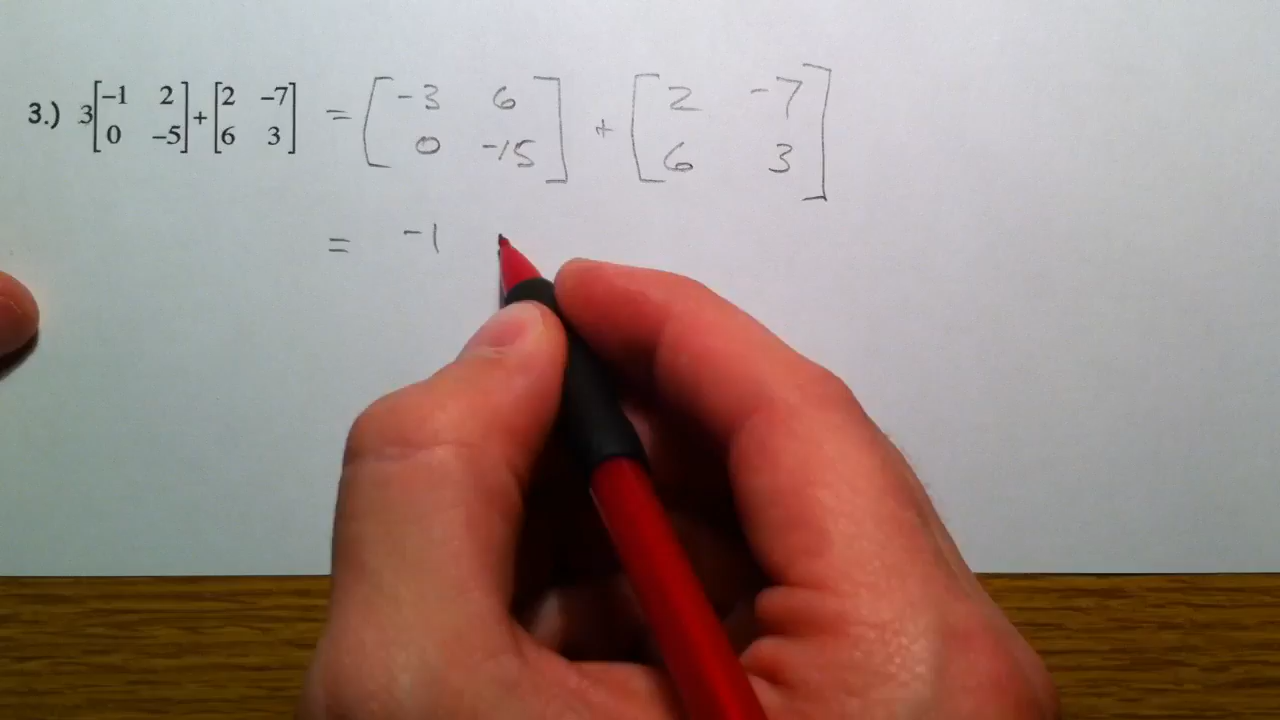 3.) 3[-1 2 + [2 -7 = [-3 6] + [2 -7]
0 -5] 6 3] 0 -15 6 3
= -1